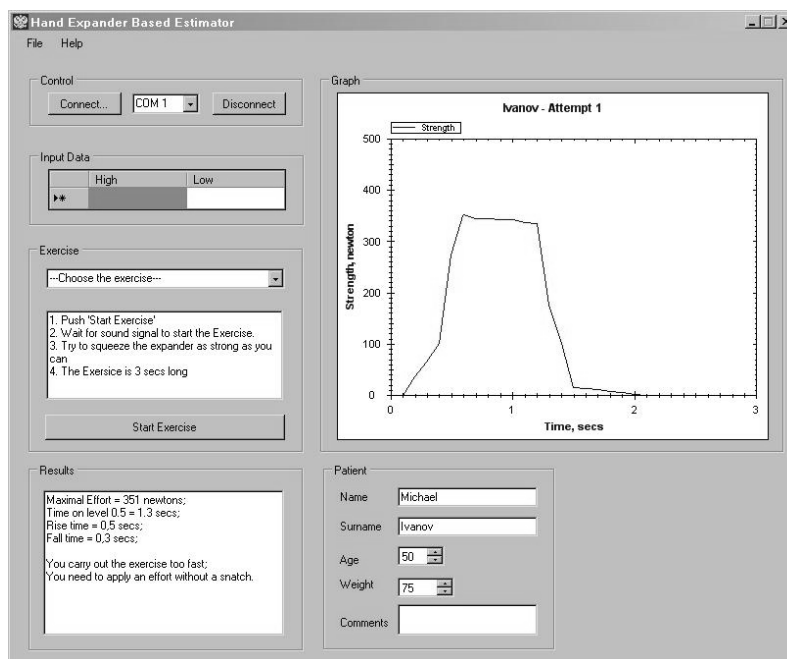 Hand Expander Based Estimator
File Help
Control
Connect... COM 1 Disconnect
Input Data
High Low
Exercise
---Choose the exercise---
1. Push 'Start Exercise'
2. Wait for sound signal to start the Exercise.
3. Try to squeeze the expander as strong as you
can
4. The Exersice is 3 secs long
Start Exercise
Results
Maximal Effort = 351 newtons;
Time on level 0.5 = 1.3 secs;
Rise time = 0,5 secs;
Fall time = 0,3 secs;
You carry out the exercise too fast;
You need to apply an effort without a snatch.
Graph
Ivanov - Attempt 1
Strength
500
400
300
200
100
0
Strength, newton
0 1 2 3
Time, secs
Patient
Name Michael
Surname Ivanov
Age 50
Weight 75
Comments